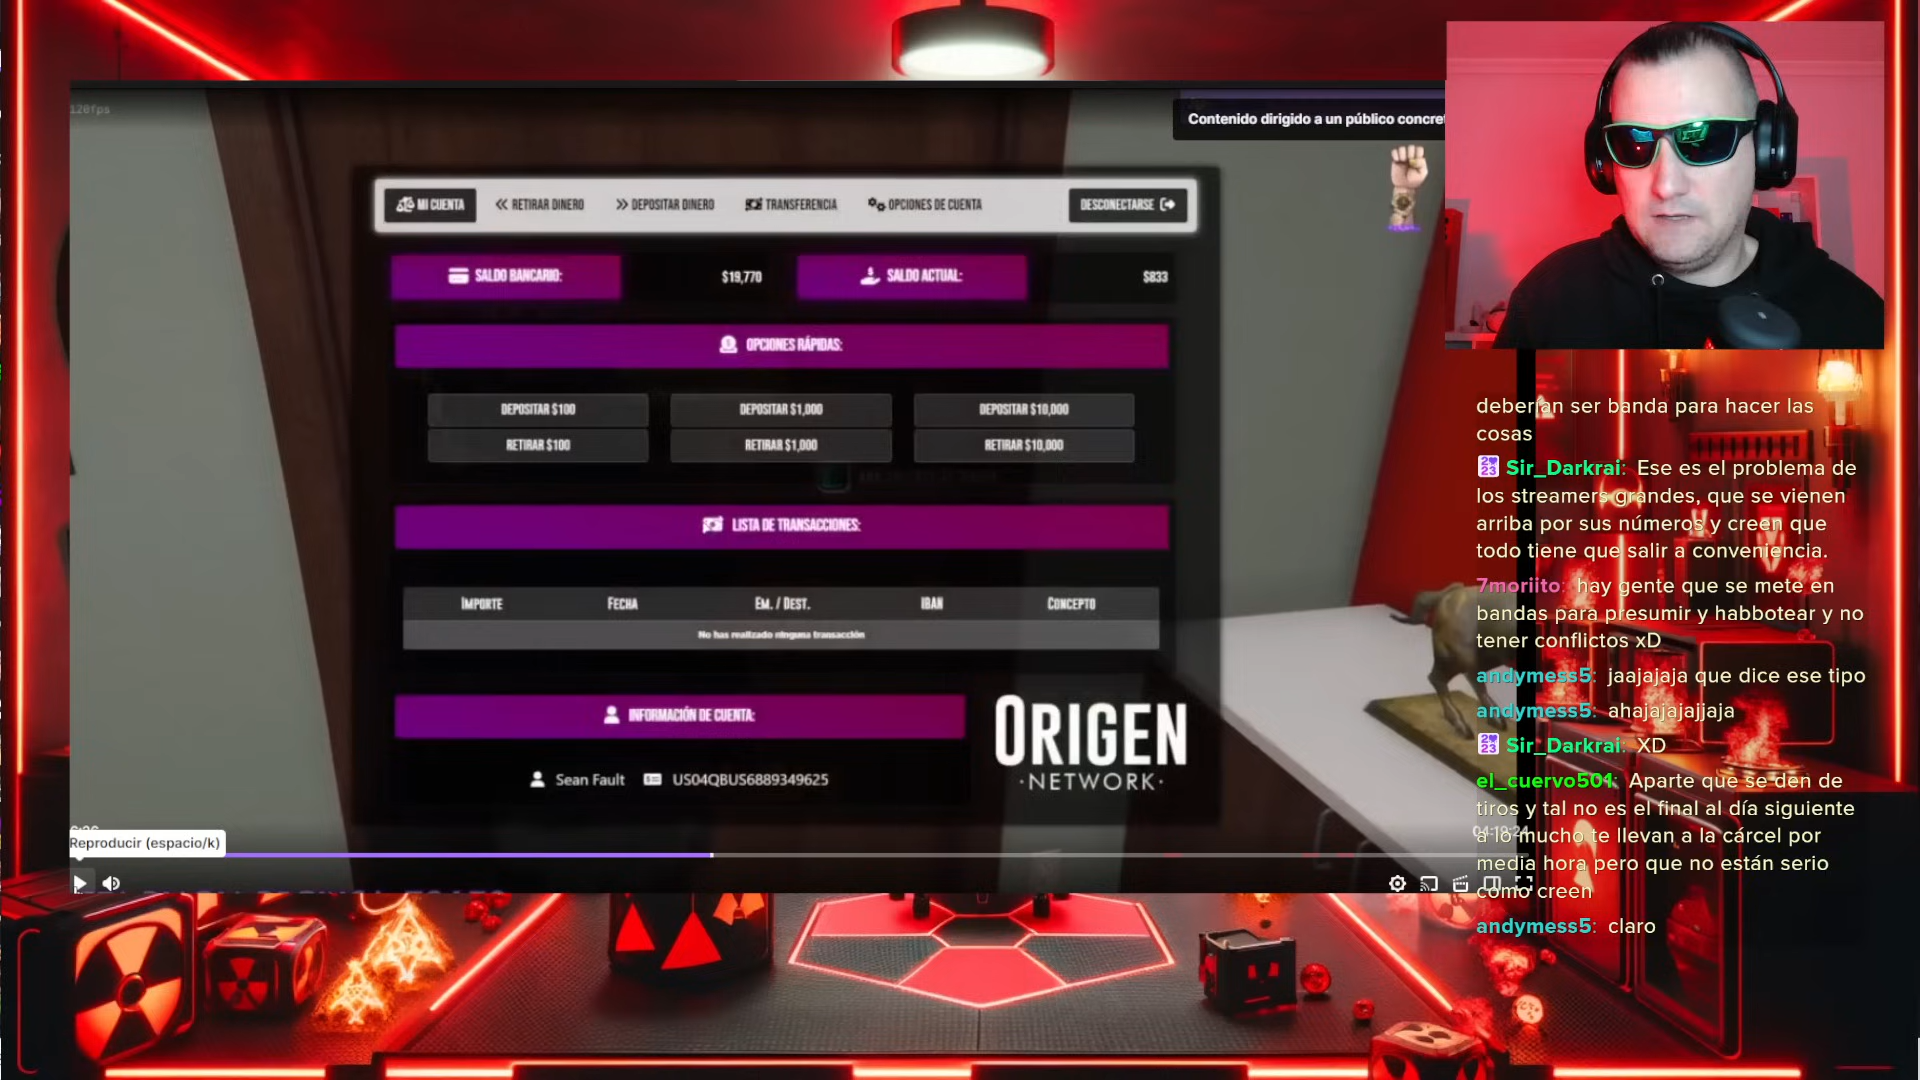 120fps
Contenido dirigido a un público concret
MI CUENTA
RETIRAR DINERO
DEPOSITAR DINERO
TRANSFERENCIA
OPCIONES DE CUENTA
DESCONECTARSE
SALDO BANCARIO:
$19,770
SALDO ACTUAL:
$833
OPCIONES RÁPIDAS:
DEPOSITAR $100
DEPOSITAR $1,000
DEPOSITAR $10,000
RETIRAR $100
RETIRAR $1,000
RETIRAR $10,000
LISTA DE TRANSACCIONES:
IMPORTE
FECHA
EM. / DEST.
IBAN
CONCEPTO
No has realizado ninguna transacción
INFORMACIÓN DE CUENTA:
Sean Fault
US04QBUS6889349625
ORIGEN
·NETWORK·
Reproducir (espacio/k)
deberían ser banda para hacer las
cosas
Sir_Darkrai: Ese es el problema de
los streamers grandes, que se vienen
arriba por sus números y creen que
todo tiene que salir a conveniencia.
7moriito: hay gente que se mete en
bandas para presumir y habbotear y no
tener conflictos xD
andymess5: jaajajaja que dice ese tipo
andymess5: ahajajajajjaja
Sir_Darkrai: XD
el_cuervo501: Aparte que se den de
tiros y tal no es el final al día siguiente
a lo mucho te llevan a la cárcel por
media hora pero que no están serio
como creen
andymess5: claro